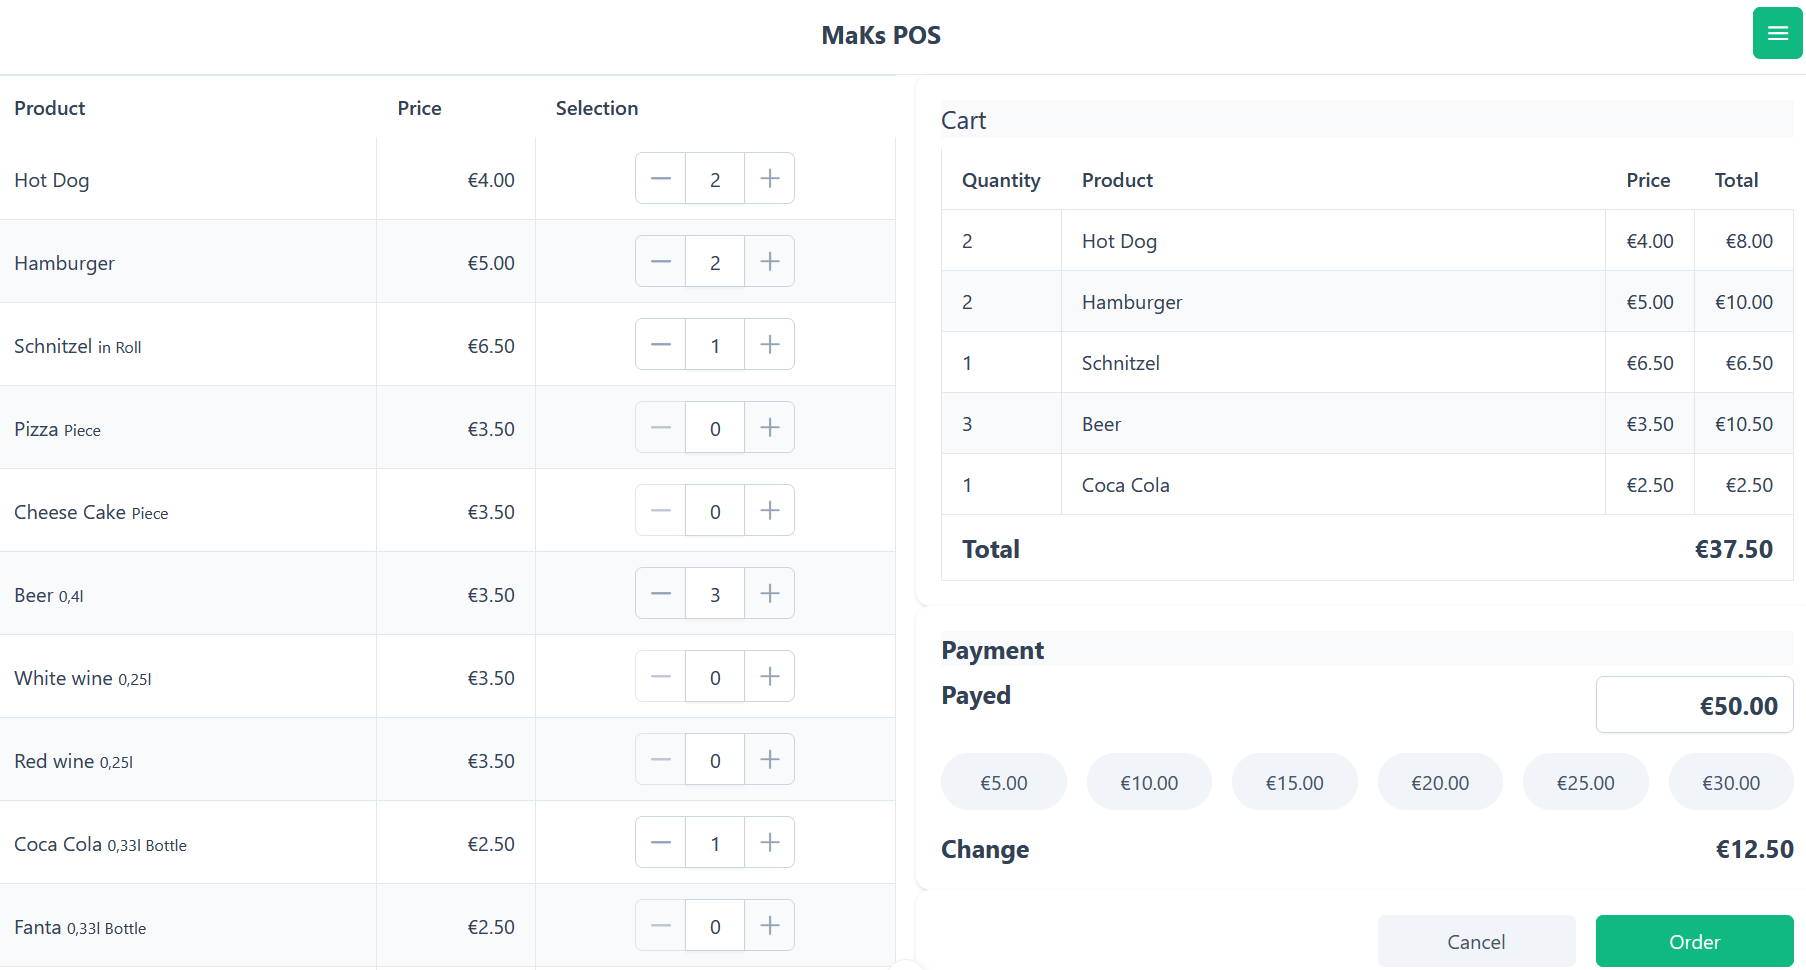 MaKs POS
Product Price Selection
Hot Dog €4.00 2
Hamburger €5.00 2
Schnitzel in Roll €6.50 1
Pizza Piece €3.50 0
Cheese Cake Piece €3.50 0
Beer 0,4l €3.50 3
White wine 0,25l €3.50 0
Red wine 0,25l €3.50 0
Coca Cola 0,33l Bottle €2.50 1
Fanta 0,33l Bottle €2.50 0
Cart
Quantity Product Price Total
2 Hot Dog €4.00 €8.00
2 Hamburger €5.00 €10.00
1 Schnitzel €6.50 €6.50
3 Beer €3.50 €10.50
1 Coca Cola €2.50 €2.50
Total €37.50
Payment
Payed €50.00
€5.00 €10.00 €15.00 €20.00 €25.00 €30.00
Change €12.50
Cancel Order